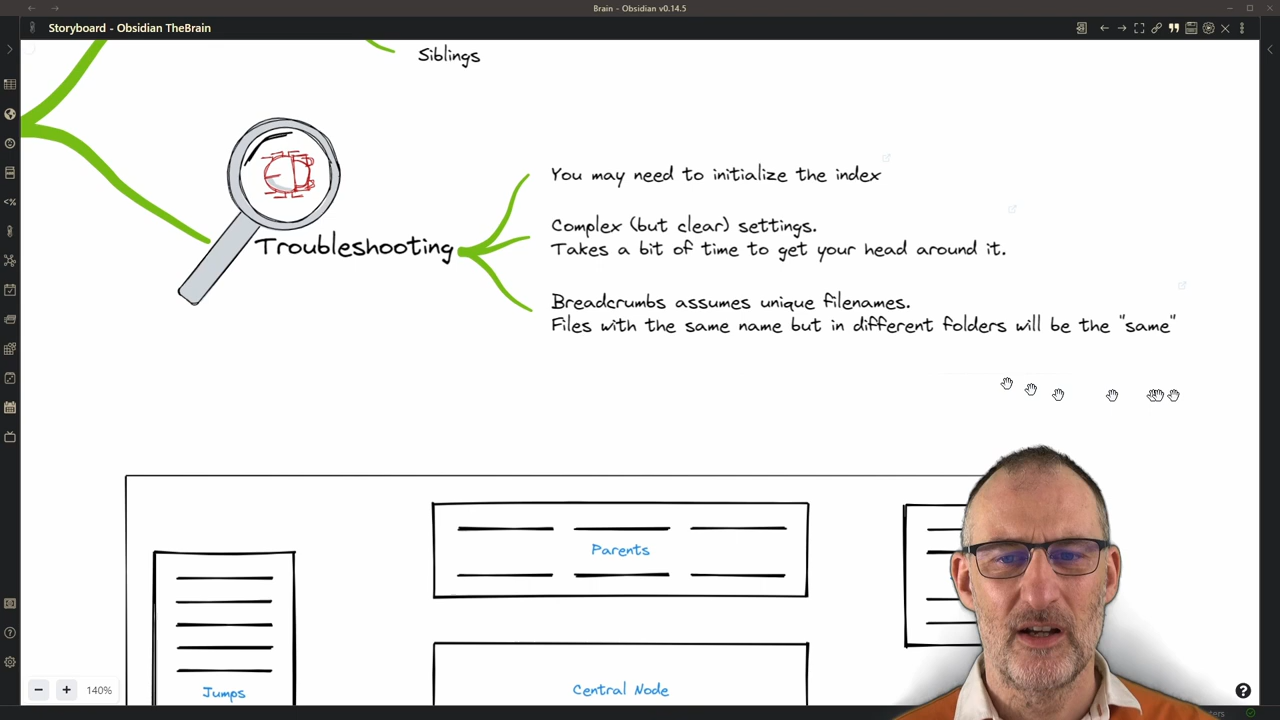 Brain - Obsidian v0.14.5
Storyboard - Obsidian TheBrain
Siblings
Troubleshooting
You may need to initialize the index
Complex (but clear) settings.
Takes a bit of time to get your head around it.
Breadcrumbs assumes unique filenames.
Files with the same name but in different folders will be the "same"
Parents
Jumps
Central Node
140%